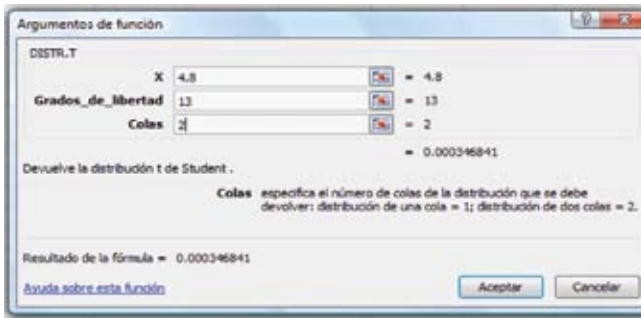 Argumentos de función
DISTR.T
X 4.8 = 4.8
Grados_de_libertad 13 = 13
Colas 2 = 2
= 0.000346841
Devuelve la distribución t de Student .
Colas especifica el número de colas de la distribución que se debe
devolver: distribución de una cola = 1; distribución de dos colas = 2.
Resultado de la fórmula = 0.000346841
Ayuda sobre esta función
Aceptar Cancelar